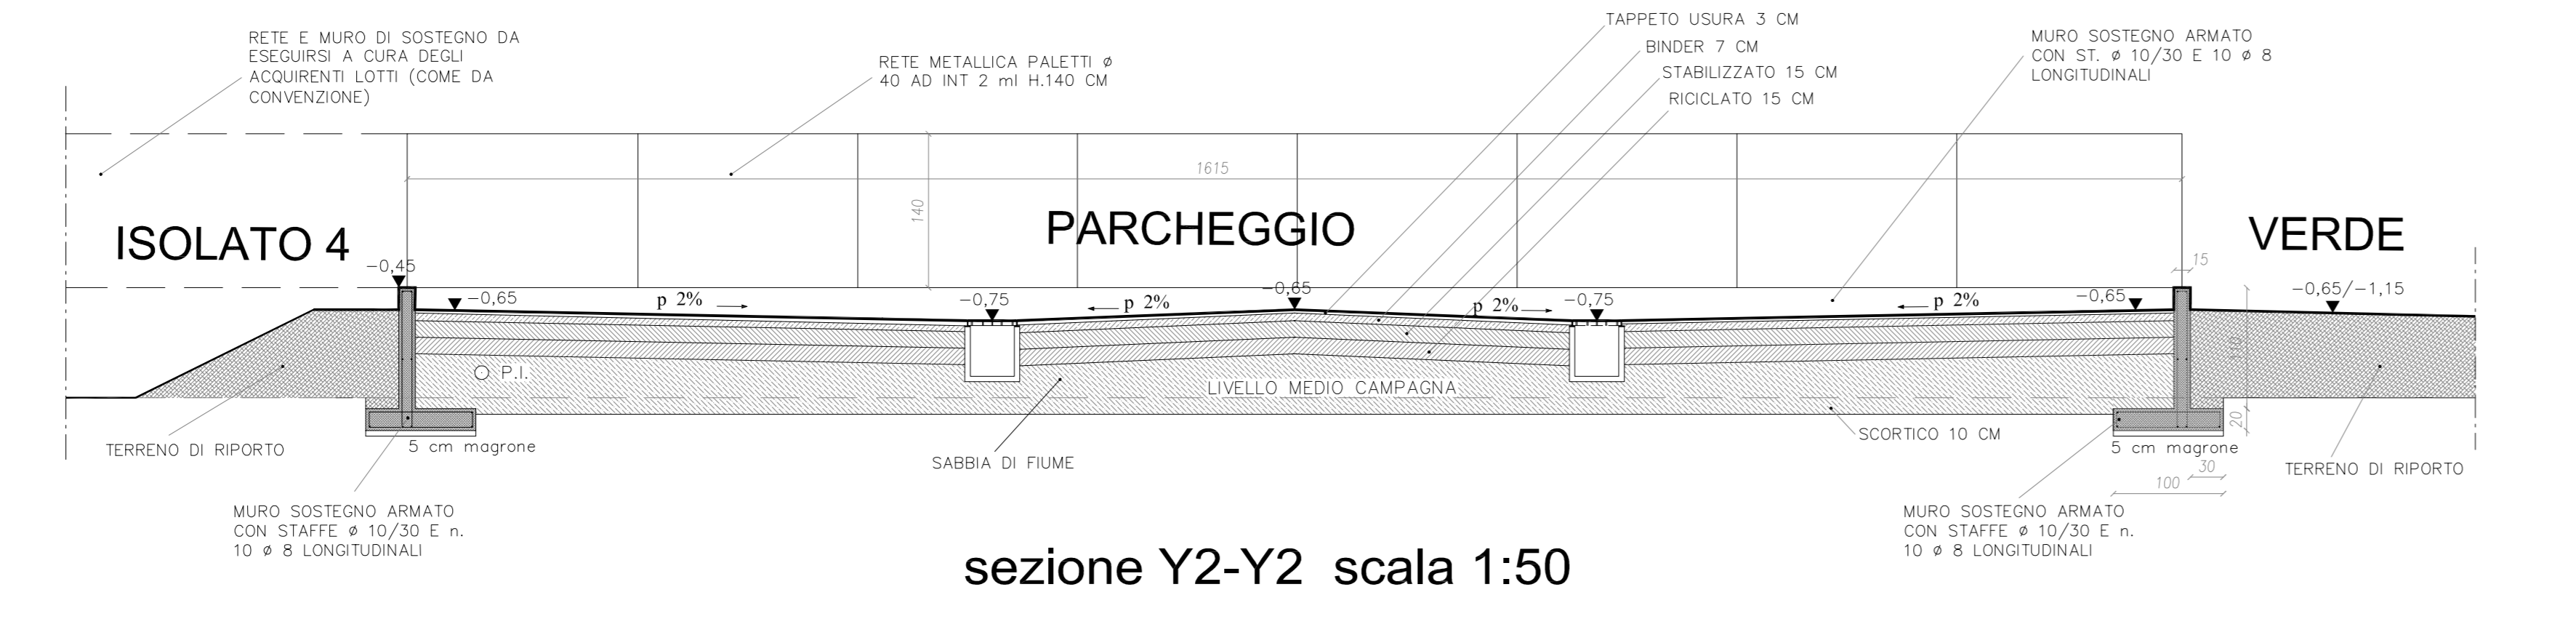 TAPPETO USURA 3 CM
RETE E MURO DI SOSTEGNO DA
ESEGUIRSI A CURA DEGLI
ACQUIRENTI LOTTI (COME DA
CONVENZIONE)
RETE METALLICA PALETTI ø
40 AD INT 2 ml H.140 CM
BINDER 7 CM
STABILIZZATO 15 CM
RICICLATO 15 CM
MURO SOSTEGNO ARMATO
CON ST. ø 10/30 E 10 ø 8
LONGITUDINALI
1615
140
ISOLATO 4
PARCHEGGIO
VERDE
15
-0,45
-0,65
p 2%
-0,75
p 2%
-0,65
p 2%
-0,75
p 2%
-0,65
-0,65/-1,15
110
P.I.
LIVELLO MEDIO CAMPAGNA
20
TERRENO DI RIPORTO
5 cm magrone
SABBIA DI FIUME
SCORTICO 10 CM
5 cm magrone
30
100
TERRENO DI RIPORTO
MURO SOSTEGNO ARMATO
CON STAFFE ø 10/30 E n.
10 ø 8 LONGITUDINALI
MURO SOSTEGNO ARMATO
CON STAFFE ø 10/30 E n.
10 ø 8 LONGITUDINALI
sezione Y2-Y2 scala 1:50